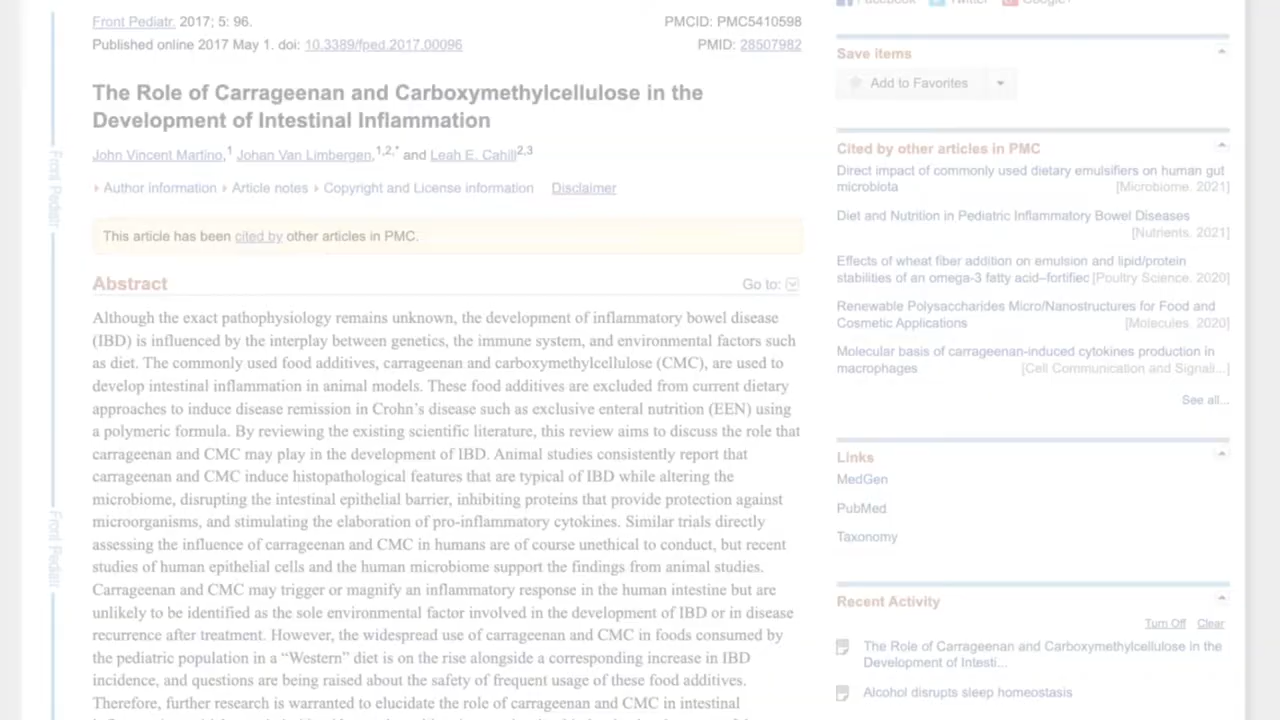 Facebook Twitter Google+
Front Pediatr. 2017; 5: 96.
PMCID: PMC5410598
Published online 2017 May 1. doi: 10.3389/fped.2017.00096
PMID: 28507982
The Role of Carrageenan and Carboxymethylcellulose in the
Development of Intestinal Inflammation
John Vincent Martino,1 Johan Van Limbergen,1,2,* and Leah E. Cahill2,3
Author information Article notes Copyright and License information Disclaimer
This article has been cited by other articles in PMC.
Abstract
Go to:
Although the exact pathophysiology remains unknown, the development of inflammatory bowel disease
(IBD) is influenced by the interplay between genetics, the immune system, and environmental factors such
as diet. The commonly used food additives, carrageenan and carboxymethylcellulose (CMC), are used to
develop intestinal inflammation in animal models. These food additives are excluded from current dietary
approaches to induce disease remission in Crohn's disease such as exclusive enteral nutrition (EEN) using
a polymeric formula. By reviewing the existing scientific literature, this review aims to discuss the role that
carrageenan and CMC may play in the development of IBD. Animal studies consistently report that
carrageenan and CMC induce histopathological features that are typical of IBD while altering the
microbiome, disrupting the intestinal epithelial barrier, inhibiting proteins that provide protection against
microorganisms, and stimulating the elaboration of pro-inflammatory cytokines. Similar trials directly
assessing the influence of carrageenan and CMC in humans are of course unethical to conduct, but recent
studies of human epithelial cells and the human microbiome support the findings from animal studies.
Carrageenan and CMC may trigger or magnify an inflammatory response in the human intestine but are
unlikely to be identified as the sole environmental factor involved in the development of IBD or in disease
recurrence after treatment. However, the widespread use of carrageenan and CMC in foods consumed by
the pediatric population in a “Western” diet is on the rise alongside a corresponding increase in IBD
incidence, and questions are being raised about the safety of frequent usage of these food additives.
Therefore, further research is warranted to elucidate the role of carrageenan and CMC in intestinal
Front Pediatr
Front Pediatr
Save items
Add to Favorites
Cited by other articles in PMC
Direct impact of commonly used dietary emulsifiers on human gut
microbiota [Microbiome. 2021]
Diet and Nutrition in Pediatric Inflammatory Bowel Diseases
[Nutrients. 2021]
Effects of wheat fiber addition on emulsion and lipid/protein
stabilities of an omega-3 fatty acid–fortified [Poultry Science. 2020]
Renewable Polysaccharides Micro/Nanostructures for Food and
Cosmetic Applications [Molecules. 2020]
Molecular basis of carrageenan-induced cytokines production in
macrophages [Cell Communication and Signali...]
See all...
Links
MedGen
PubMed
Taxonomy
Recent Activity
Turn Off Clear
The Role of Carrageenan and Carboxymethylcellulose in the
Development of Intesti...
Alcohol disrupts sleep homeostasis